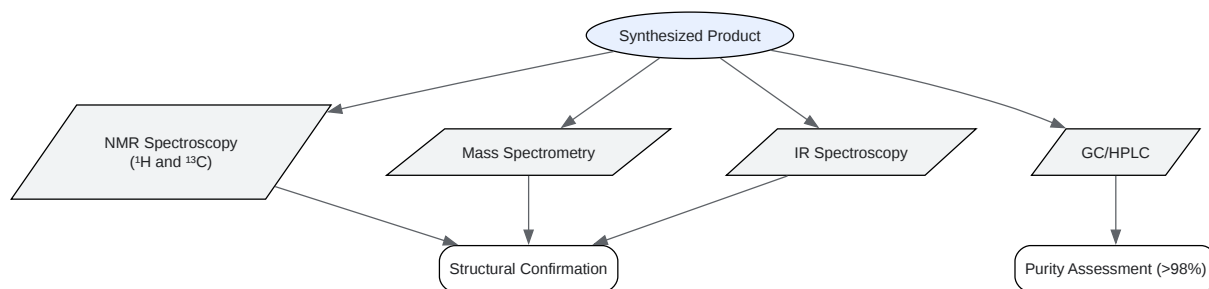 Synthesized Product
NMR Spectroscopy
(¹H and ¹³C)
Mass Spectrometry
IR Spectroscopy
GC/HPLC
Structural Confirmation
Purity Assessment (>98%)